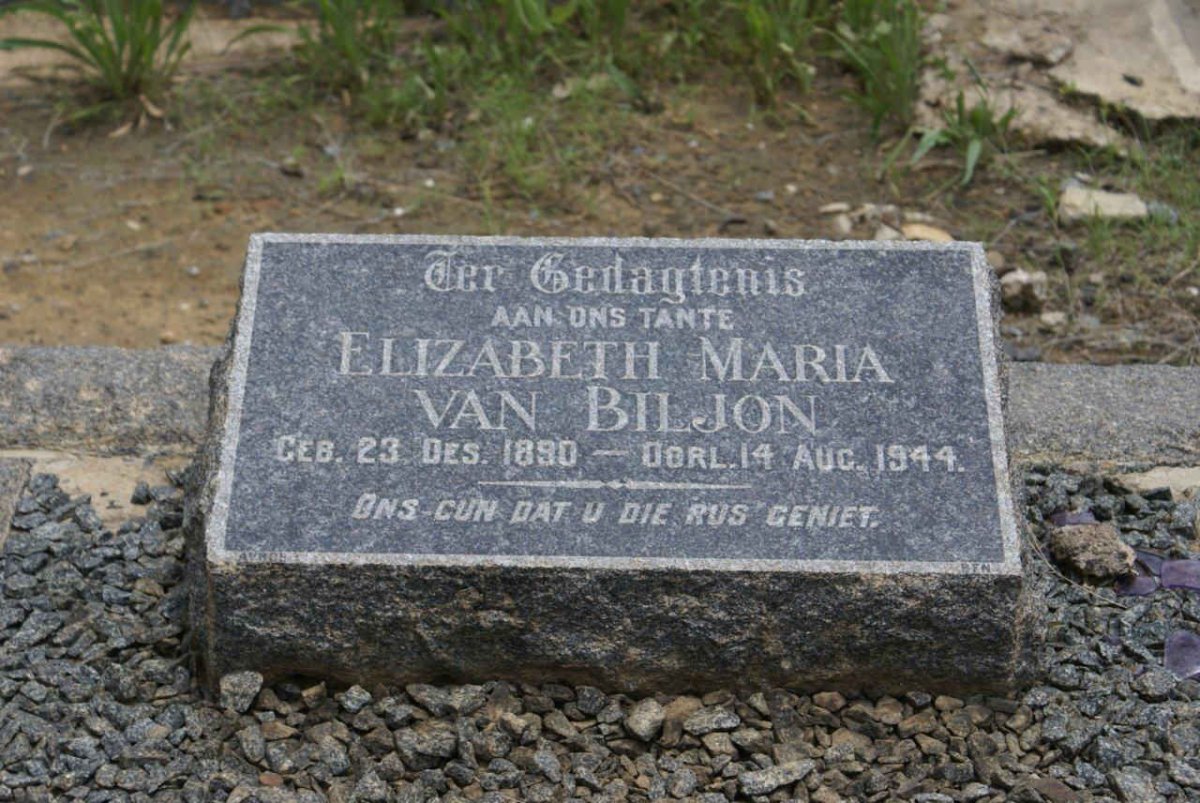 Ter Gedagtenis
AAN ONS TANTE
ELIZABETH MARIA
VAN BILJON
GEB. 23 DES. 1890 — OORL. 14 AUG. 1944.
ONS GUN DAT U DIE RUS GENIET.